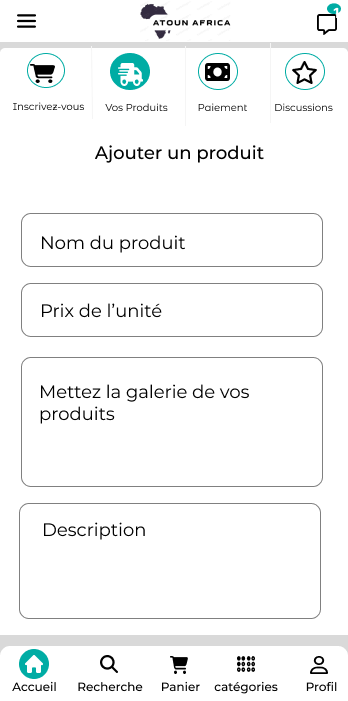 ATOUN AFRICA
1
Inscrivez-vous
Vos Produits
Paiement
Discussions
Ajouter un produit
Nom du produit
Prix de l’unité
Mettez la galerie de vos
produits
Description
Accueil
Recherche
Panier
catégories
Profil